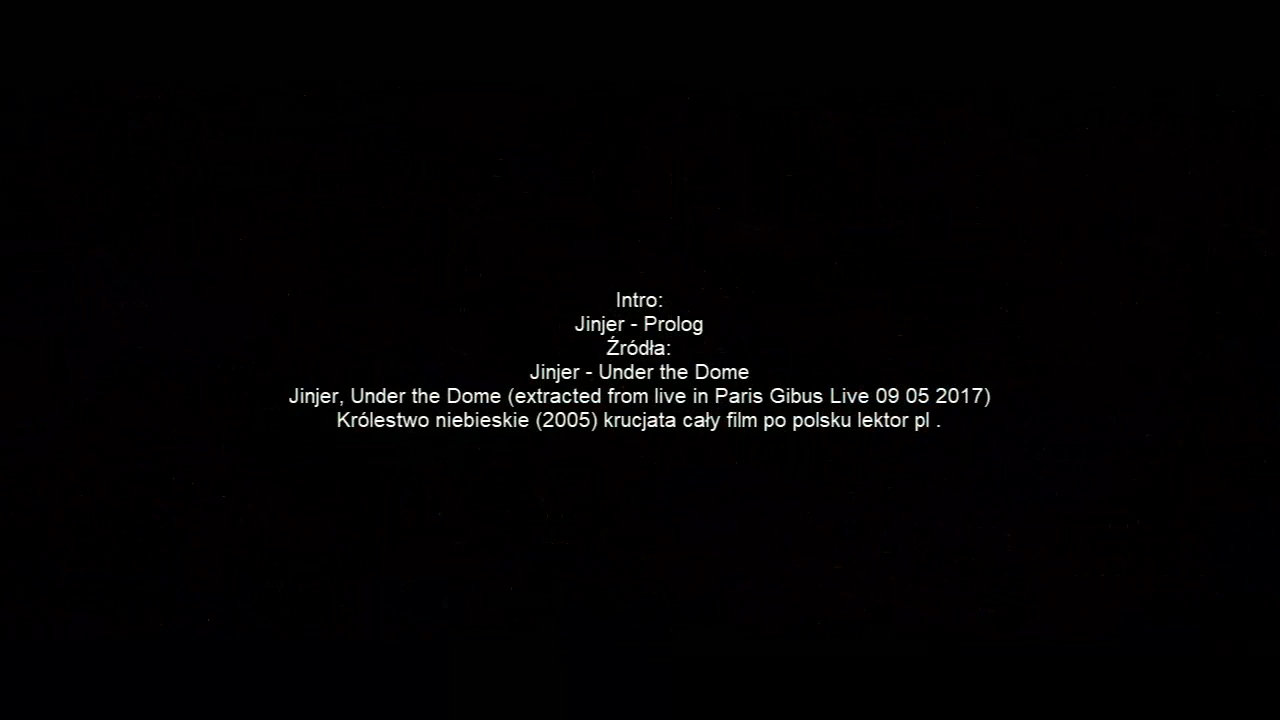 Intro:
Jinjer - Prolog
Źródła:
Jinjer - Under the Dome
Jinjer, Under the Dome (extracted from live in Paris Gibus Live 09 05 2017)
Królestwo niebieskie (2005) krucjata cały film po polsku lektor pl .